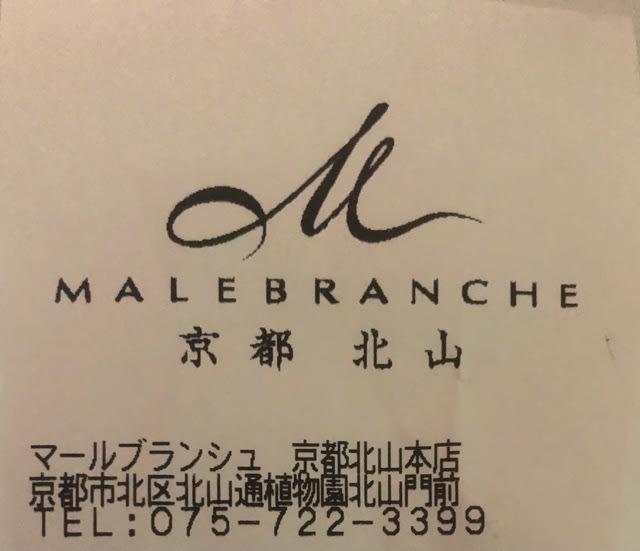 M
MALEBRANCHE
京都 北山
マールブランシュ 京都北山本店
京都市北区北山通植物園北山門前
TEL:075-722-3399